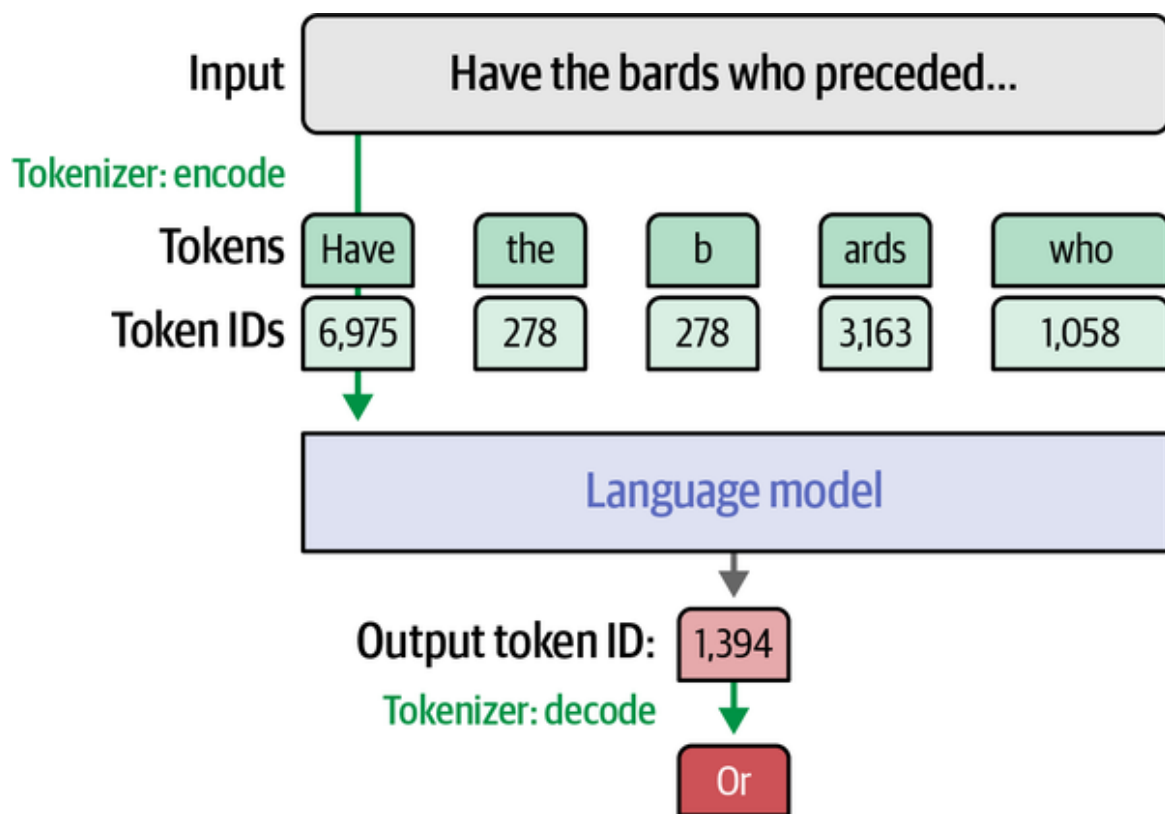 Input Have the bards who preceded...
Tokenizer: encode
Tokens Have the b ards who
Token IDs 6,975 278 278 3,163 1,058
Language model
Output token ID: 1,394
Tokenizer: decode
Or